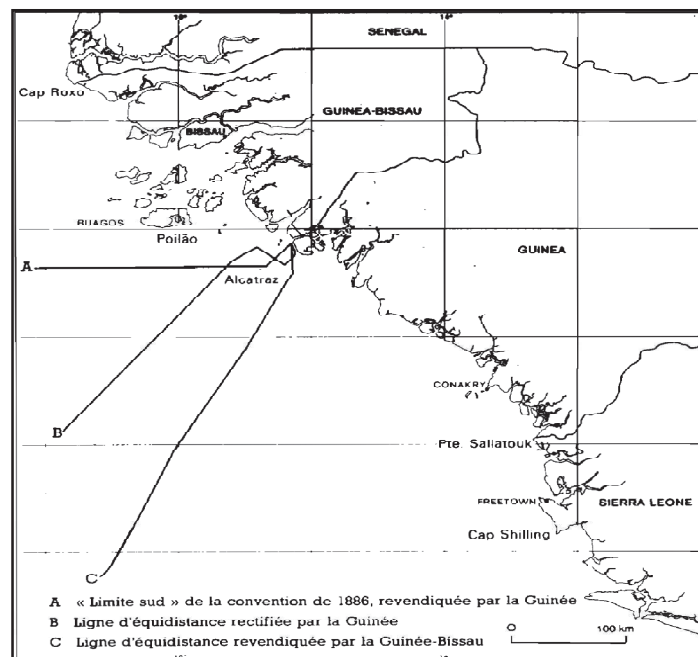 SENEGAL
Cap Roxo
GUINEA-BISSAU
BISSAU
BIJAGOS
Poilão
GUINEA
A
Alcatraz
CONAKRY
B
Pte. Sallatouk
FREETOWN
SIERRA LEONE
Cap Shilling
C
A « Limite sud » de la convention de 1886, revendiquée par la Guinée
B Ligne d'équidistance rectifiée par la Guinée
C Ligne d'équidistance revendiquée par la Guinée-Bissau
O 100 km